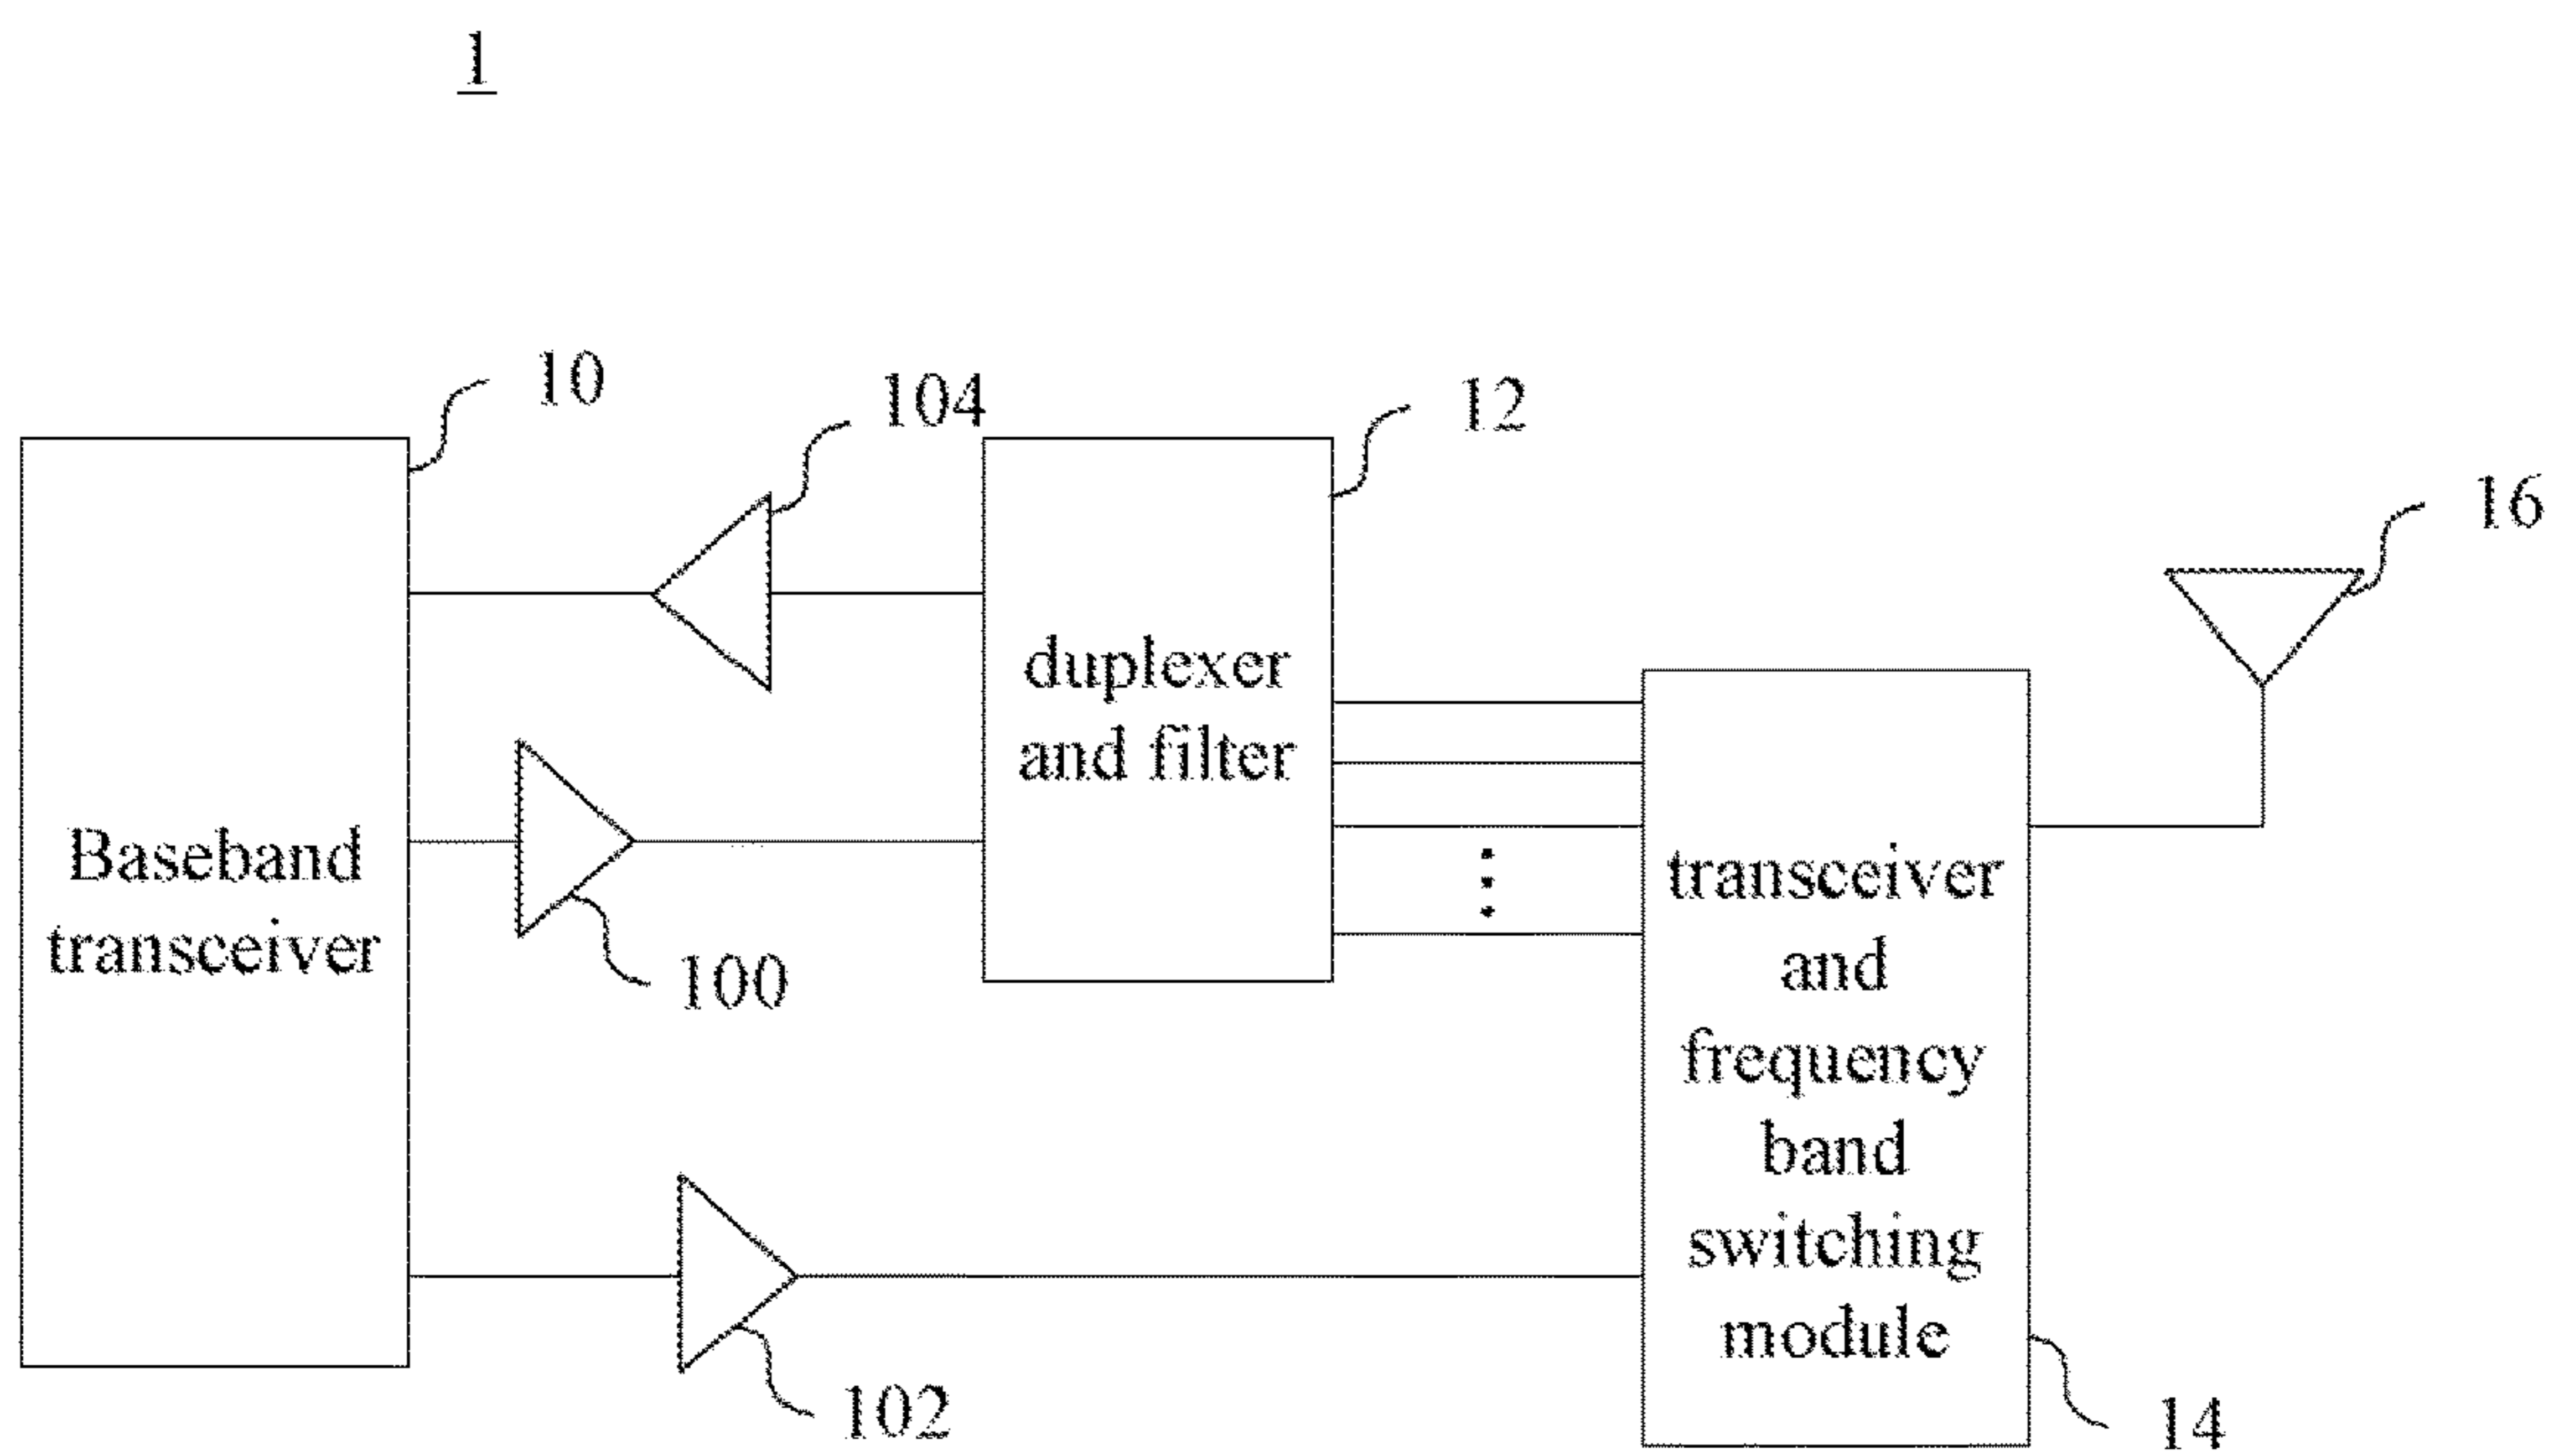 1
10
104
12
16
duplexer
and filter
Baseband
transceiver
100
transceiver
and
frequency
band
switching
module
102
14